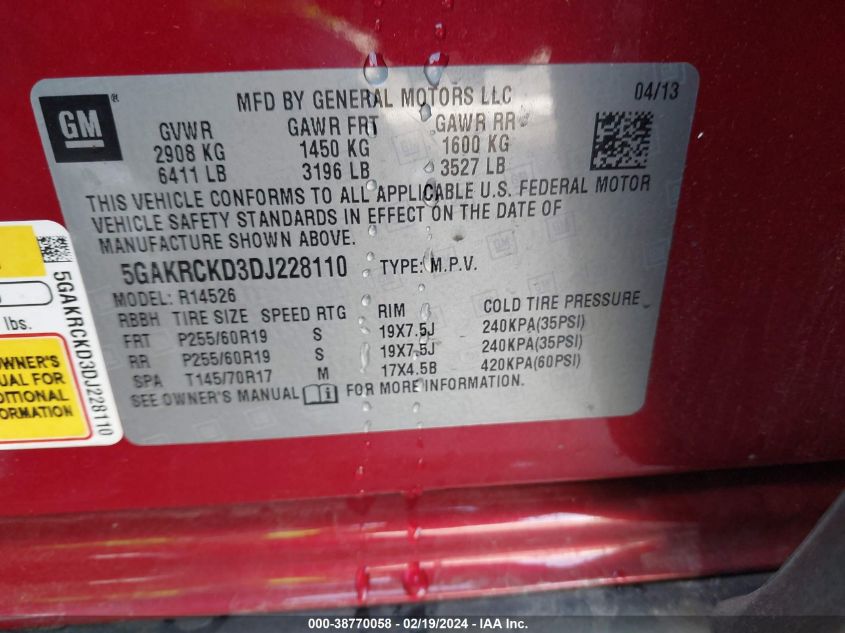 GM ®
MFD BY GENERAL MOTORS LLC 04/13
GVWR GAWR FRT GAWR RR
2908 KG 1450 KG 1600 KG
6411 LB 3196 LB 3527 LB
THIS VEHICLE CONFORMS TO ALL APPLICABLE U.S. FEDERAL MOTOR
VEHICLE SAFETY STANDARDS IN EFFECT ON THE DATE OF
MANUFACTURE SHOWN ABOVE.
5GAKRCKD3DJ228110 TYPE: M.P.V.
MODEL: R14526
RBBH TIRE SIZE SPEED RTG RIM COLD TIRE PRESSURE
FRT P255/60R19 S 19X7.5J 240KPA(35PSI)
RR P255/60R19 S 19X7.5J 240KPA(35PSI)
SPA T145/70R17 M 17X4.5B 420KPA(60PSI)
SEE OWNER'S MANUAL i FOR MORE INFORMATION.
5GAKRCKD3DJ228110
lbs.
OWNER'S
UAL FOR
DITIONAL
ORMATION
000-38770058 - 02/19/2024 - IAA Inc.